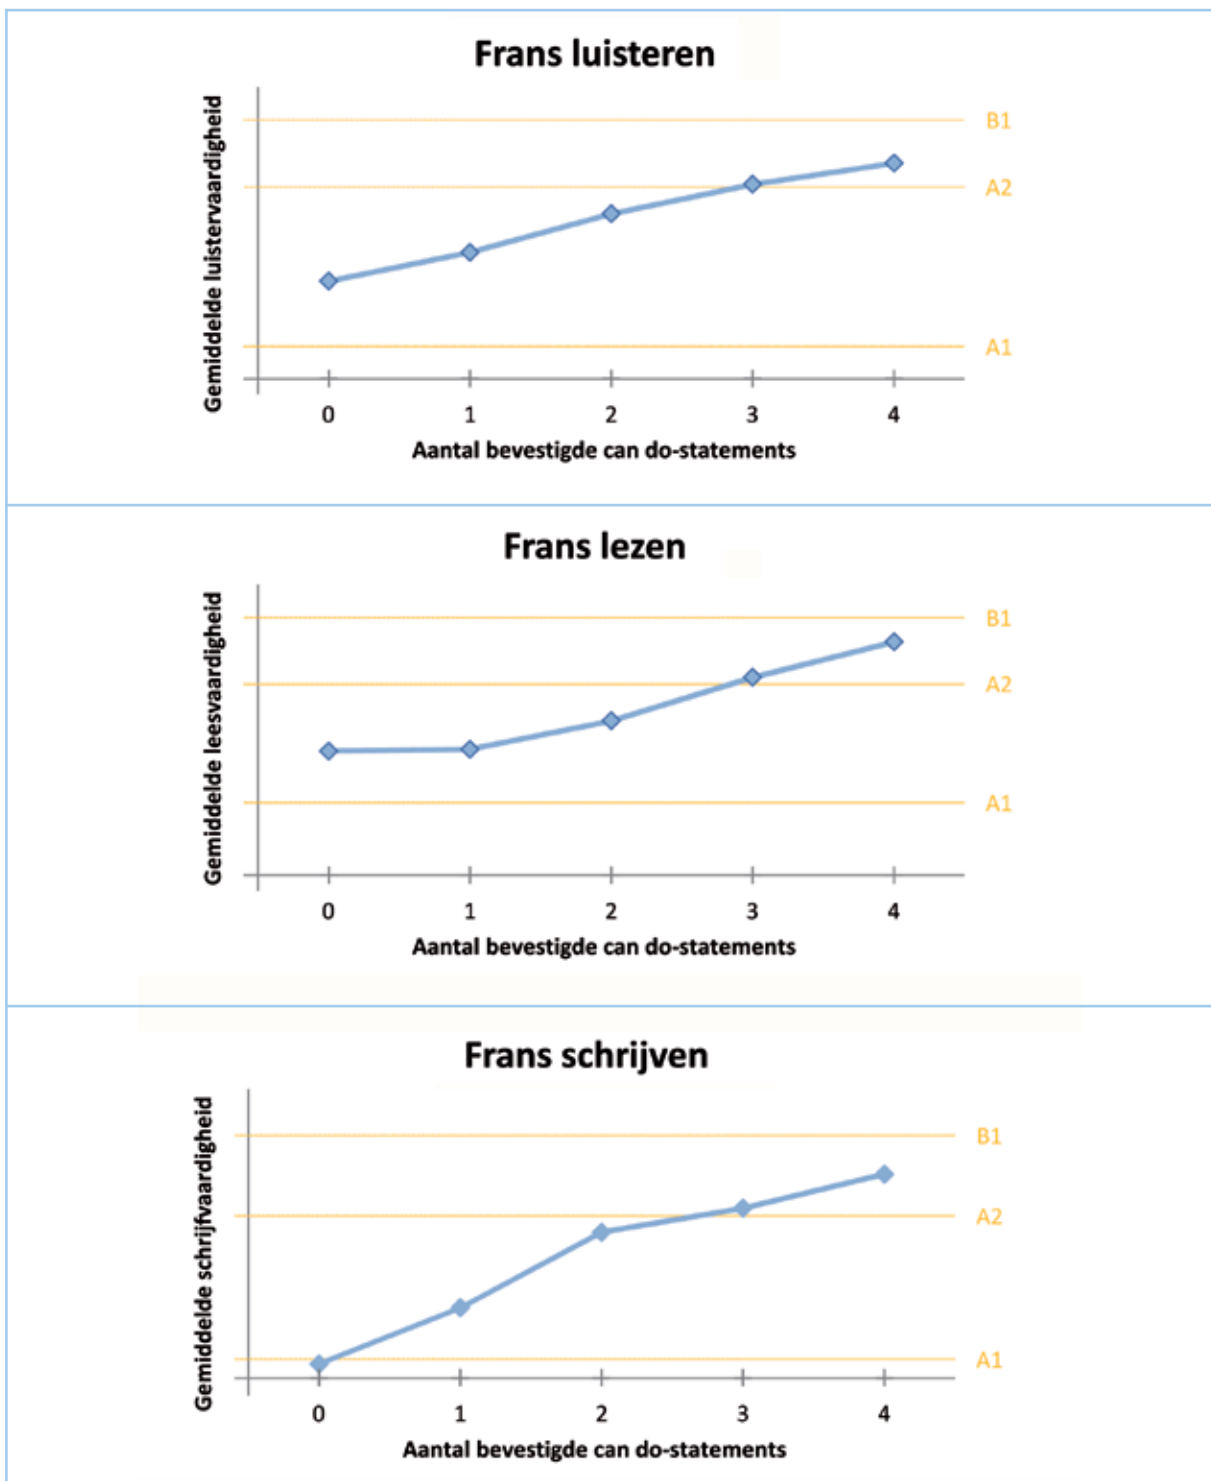 Frans luisteren
Gemiddelde luistervaardigheid
B1
A2
A1
0 1 2 3 4
Aantal bevestigde can do-statements
Frans lezen
Gemiddelde leesvaardigheid
B1
A2
A1
0 1 2 3 4
Aantal bevestigde can do-statements
Frans schrijven
Gemiddelde schrijfvaardigheid
B1
A2
A1
0 1 2 3 4
Aantal bevestigde can do-statements